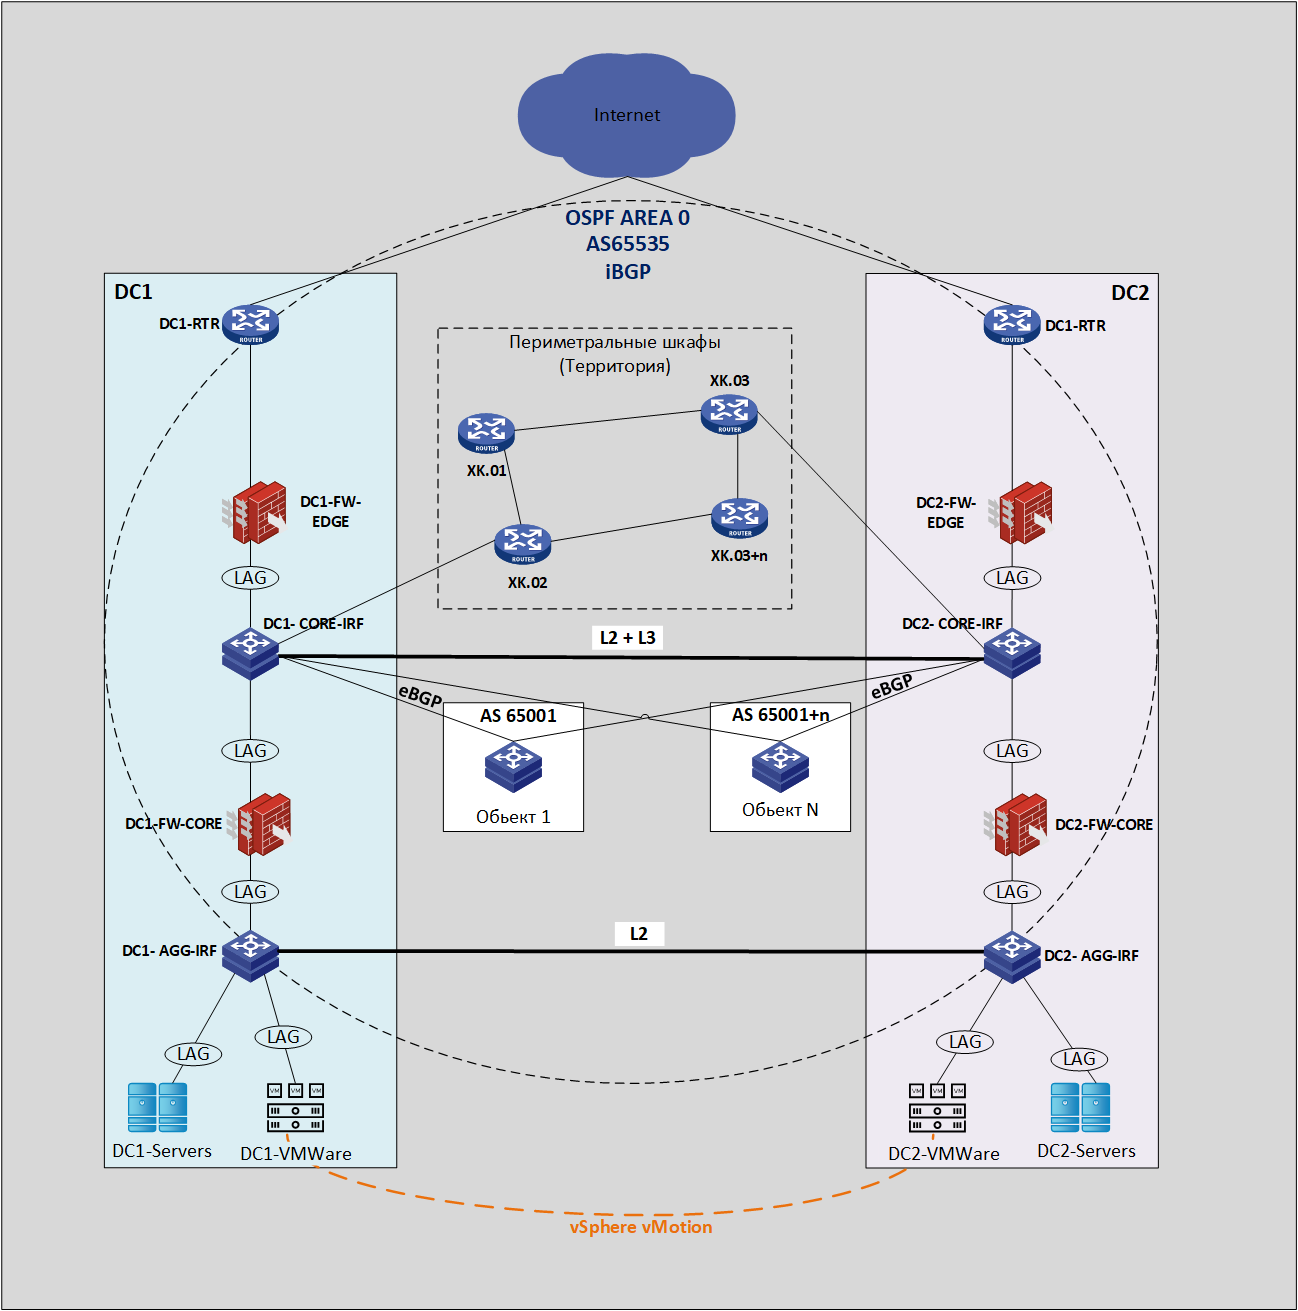 Internet
OSPF AREA 0
AS65535
iBGP
DC1
DC2
DC1-RTR
ROUTER
DC1-RTR
ROUTER
Периметральные шкафы
(Территория)
XK.03
ROUTER
XK.01
ROUTER
XK.02
ROUTER
XK.03+n
ROUTER
DC1-FW-
EDGE
DC2-FW-
EDGE
LAG
LAG
DC1- CORE-IRF
DC2- CORE-IRF
L2 + L3
eBGP
eBGP
AS 65001
AS 65001+n
Обьект 1
Обьект N
LAG
LAG
DC1-FW-CORE
DC2-FW-CORE
LAG
LAG
L2
DC1- AGG-IRF
DC2- AGG-IRF
LAG
LAG
LAG
LAG
VM VM VM
VM VM VM
DC1-Servers
DC1-VMWare
DC2-VMWare
DC2-Servers
vSphere vMotion